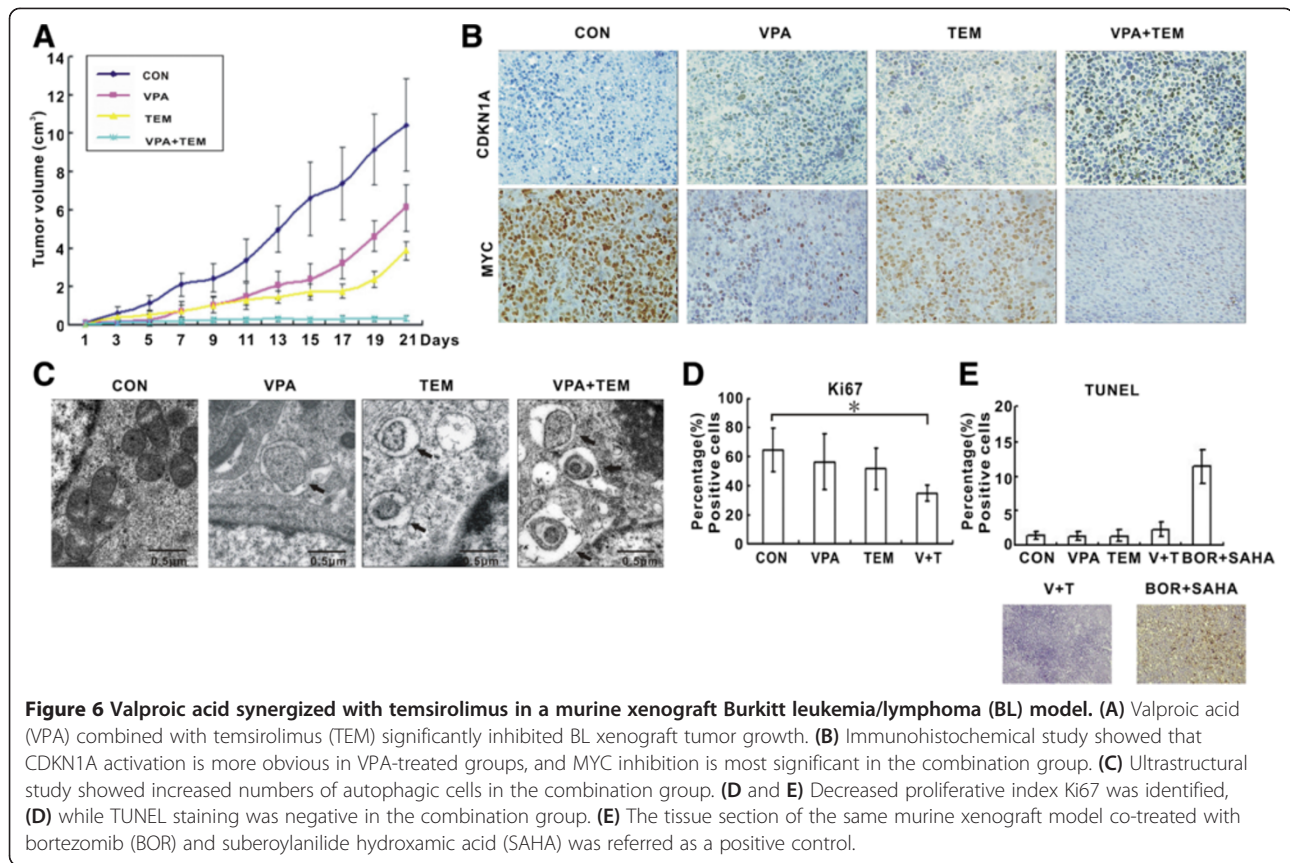 A
Tumor volume (cm³)
14
12
10
8
6
4
2
0
CON
VPA
TEM
VPA+TEM
1 3 5 7 9 11 13 15 17 19 21 Days
B
CON VPA TEM VPA+TEM
CDKN1A
MYC
C
CON VPA TEM VPA+TEM
0.5μm 0.5μm 0.5μm 0.5μm
D
Ki67
Percentage(%)
Positive cells
100
80
60
40
20
0
*
CON VPA TEM V+T
E
TUNEL
Percentage(%)
Positive cells
20
15
10
5
0
CON VPA TEM V+T BOR+SAHA
V+T BOR+SAHA
Figure 6 Valproic acid synergized with temsirolimus in a murine xenograft Burkitt leukemia/lymphoma (BL) model. (A) Valproic acid
(VPA) combined with temsirolimus (TEM) significantly inhibited BL xenograft tumor growth. (B) Immunohistochemical study showed that
CDKN1A activation is more obvious in VPA-treated groups, and MYC inhibition is most significant in the combination group. (C) Ultrastructural
study showed increased numbers of autophagic cells in the combination group. (D and E) Decreased proliferative index Ki67 was identified,
(D) while TUNEL staining was negative in the combination group. (E) The tissue section of the same murine xenograft model co-treated with
bortezomib (BOR) and suberoylanilide hydroxamic acid (SAHA) was referred as a positive control.